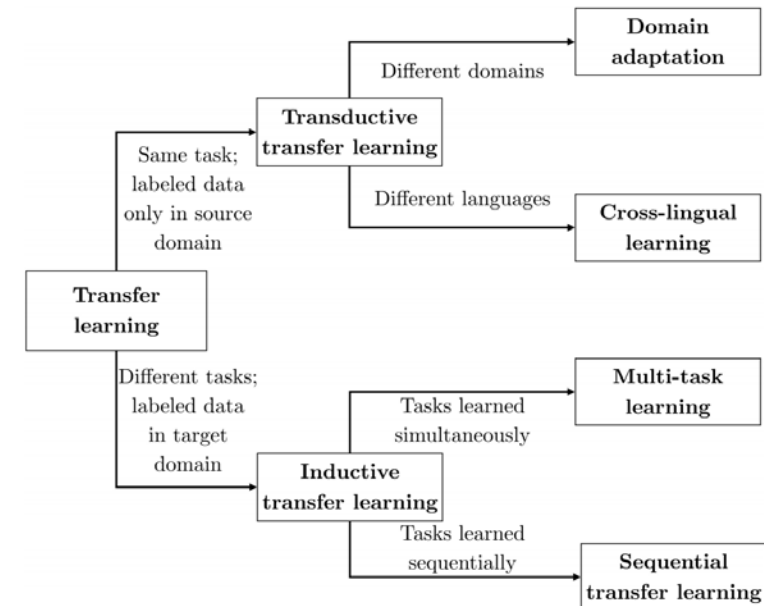 Domain
adaptation
Different domains
Transductive
transfer learning
Same task;
labeled data
only in source
domain
Different languages
Cross-lingual
learning
Transfer
learning
Different tasks;
labeled data
in target
domain
Multi-task
learning
Tasks learned
simultaneously
Inductive
transfer learning
Tasks learned
sequentially
Sequential
transfer learning